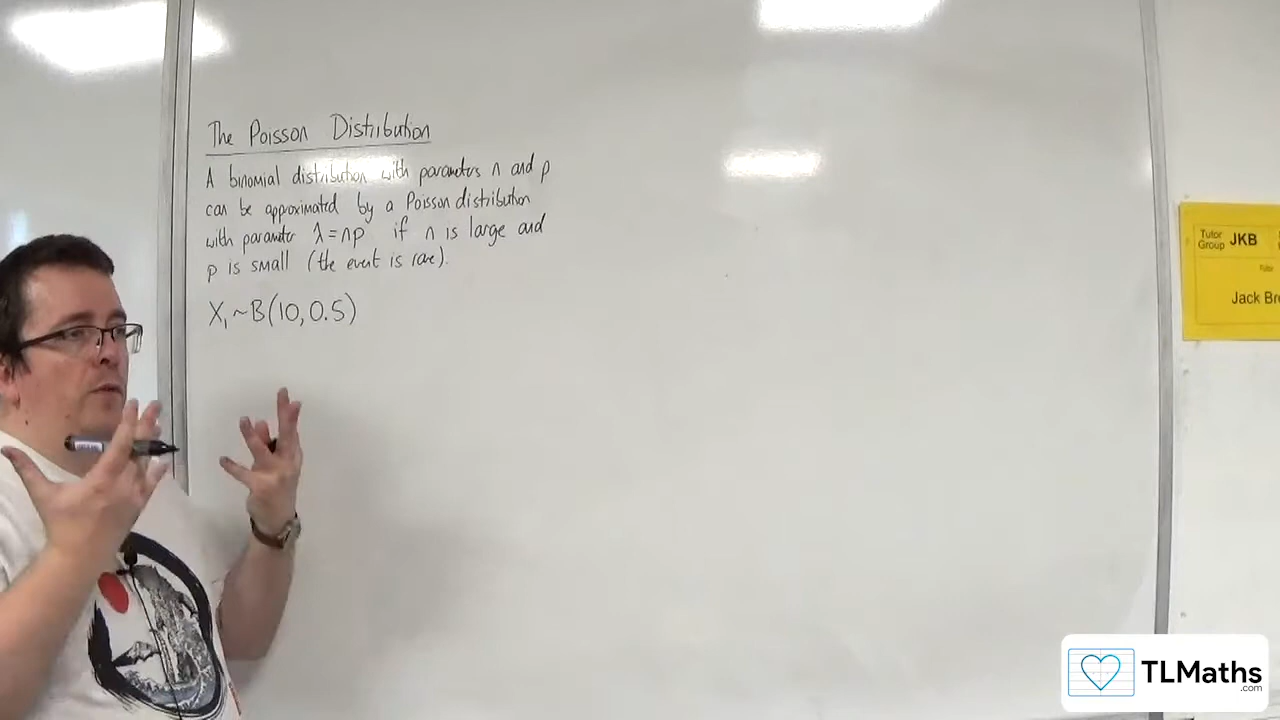 The Poisson Distribution
A binomial distribution with parameters n and p
can be approximated by a Poisson distribution
with parameter λ=np if n is large and
p is small (the event is rare).
X₁~B(10,0.5)
Tutor
Group JKB
Tutor
Jack Bre
TLMaths
.com